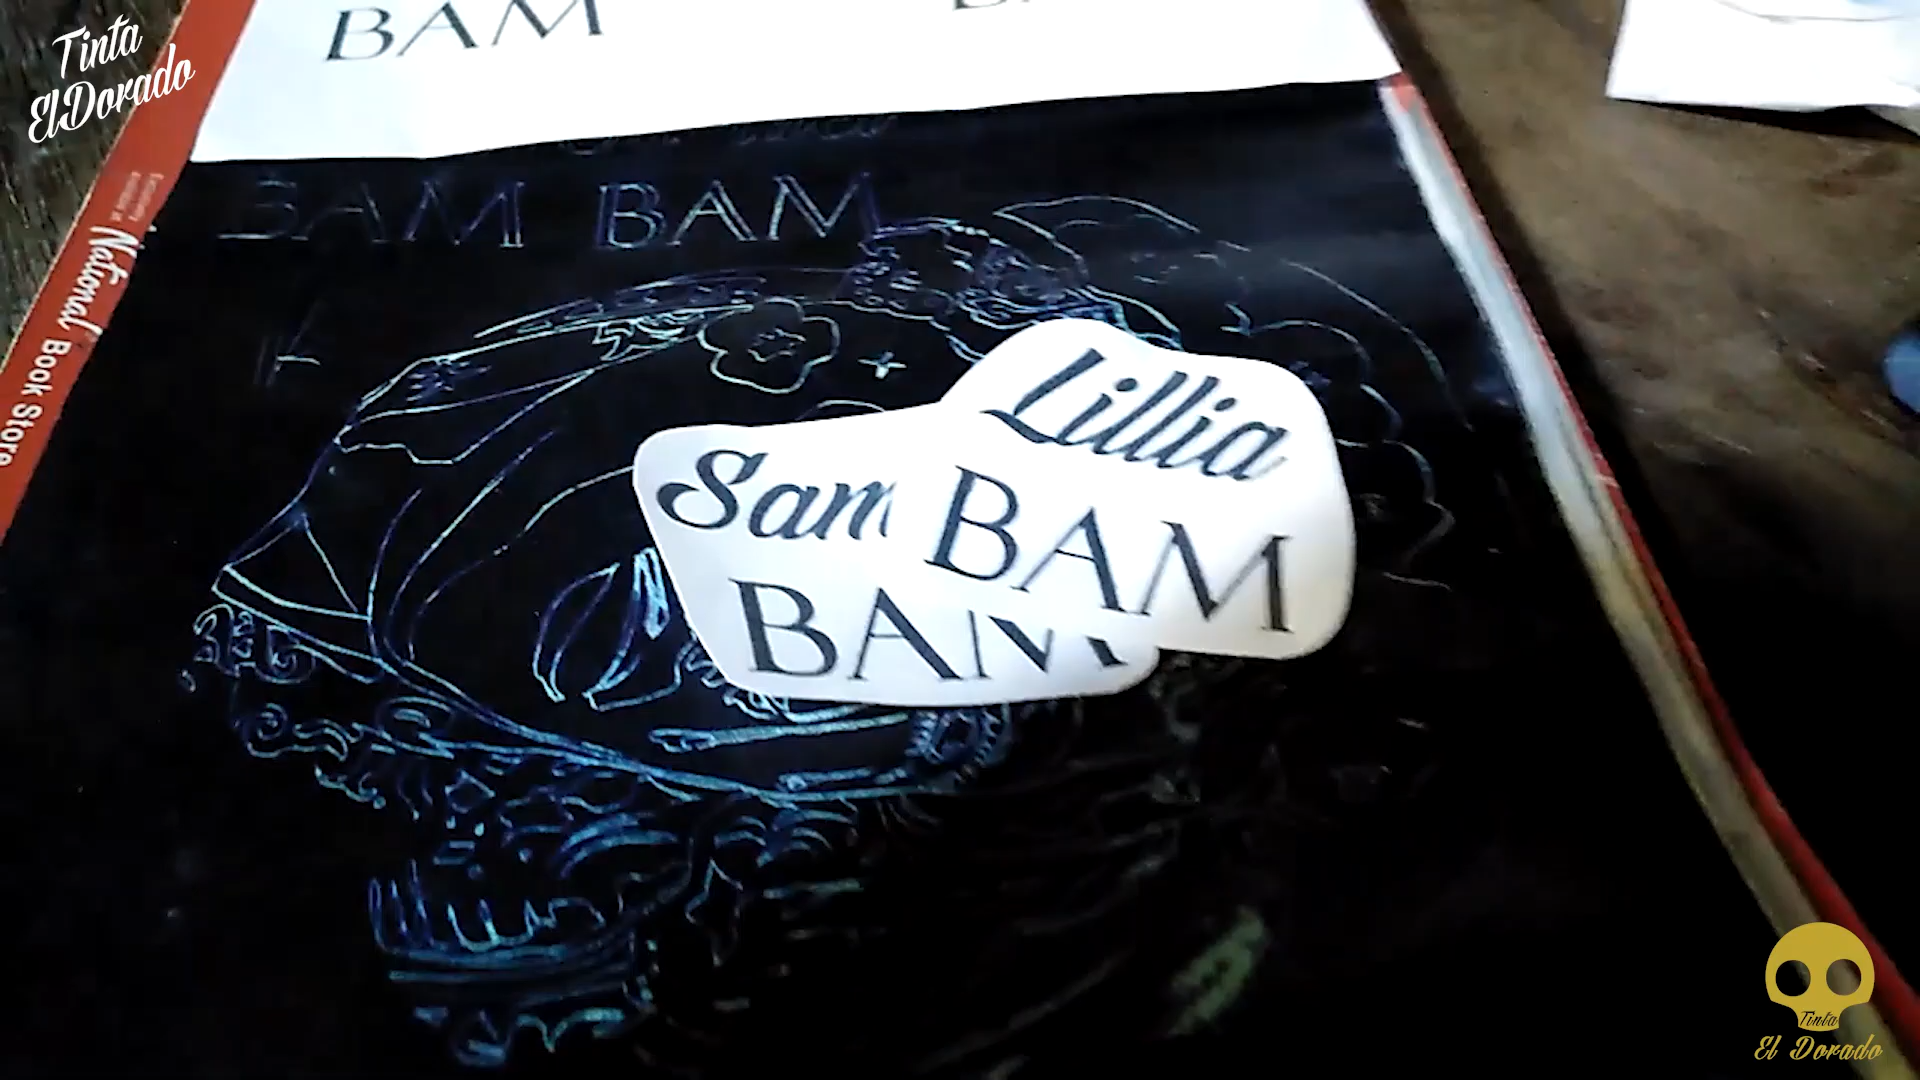 Tinta
ElDorado
BAM
National Book Store
BAM BAM
Lillia
BAM
Sam
BAM
Tinta
El Dorado